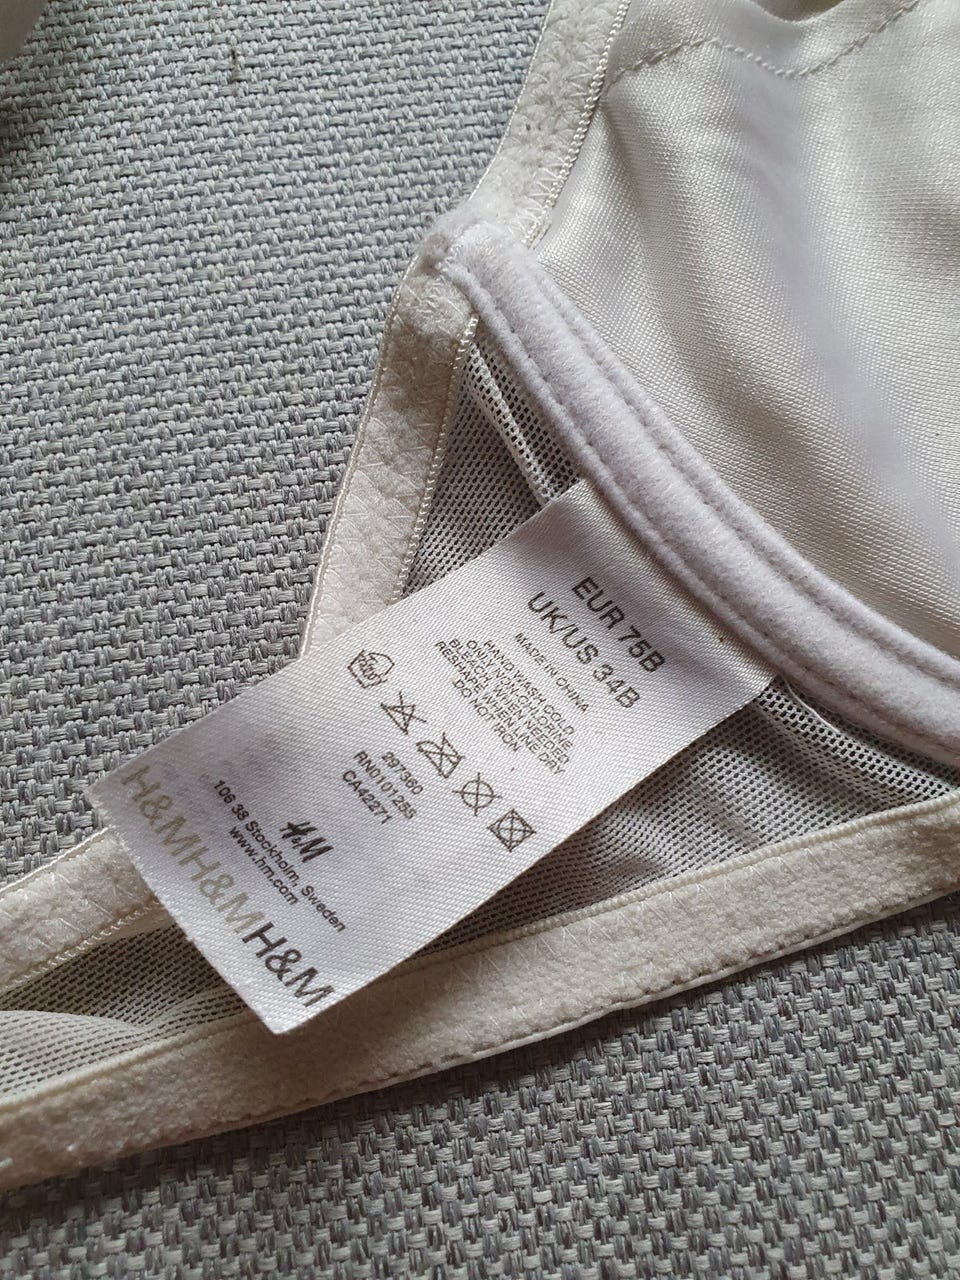 EUR 75B
UK/US 34B
MADE IN CHINA
HAND WASH COLD
ONLY NON-CHLORINE
BLEACH, WHEN NEEDED
RESHAPE WHEN LINE DRY
DO NOT IRON
297360
RN0101255
CA42271
H&M
106 38 Stockholm, Sweden
www.hm.com
H&MH&MH&M